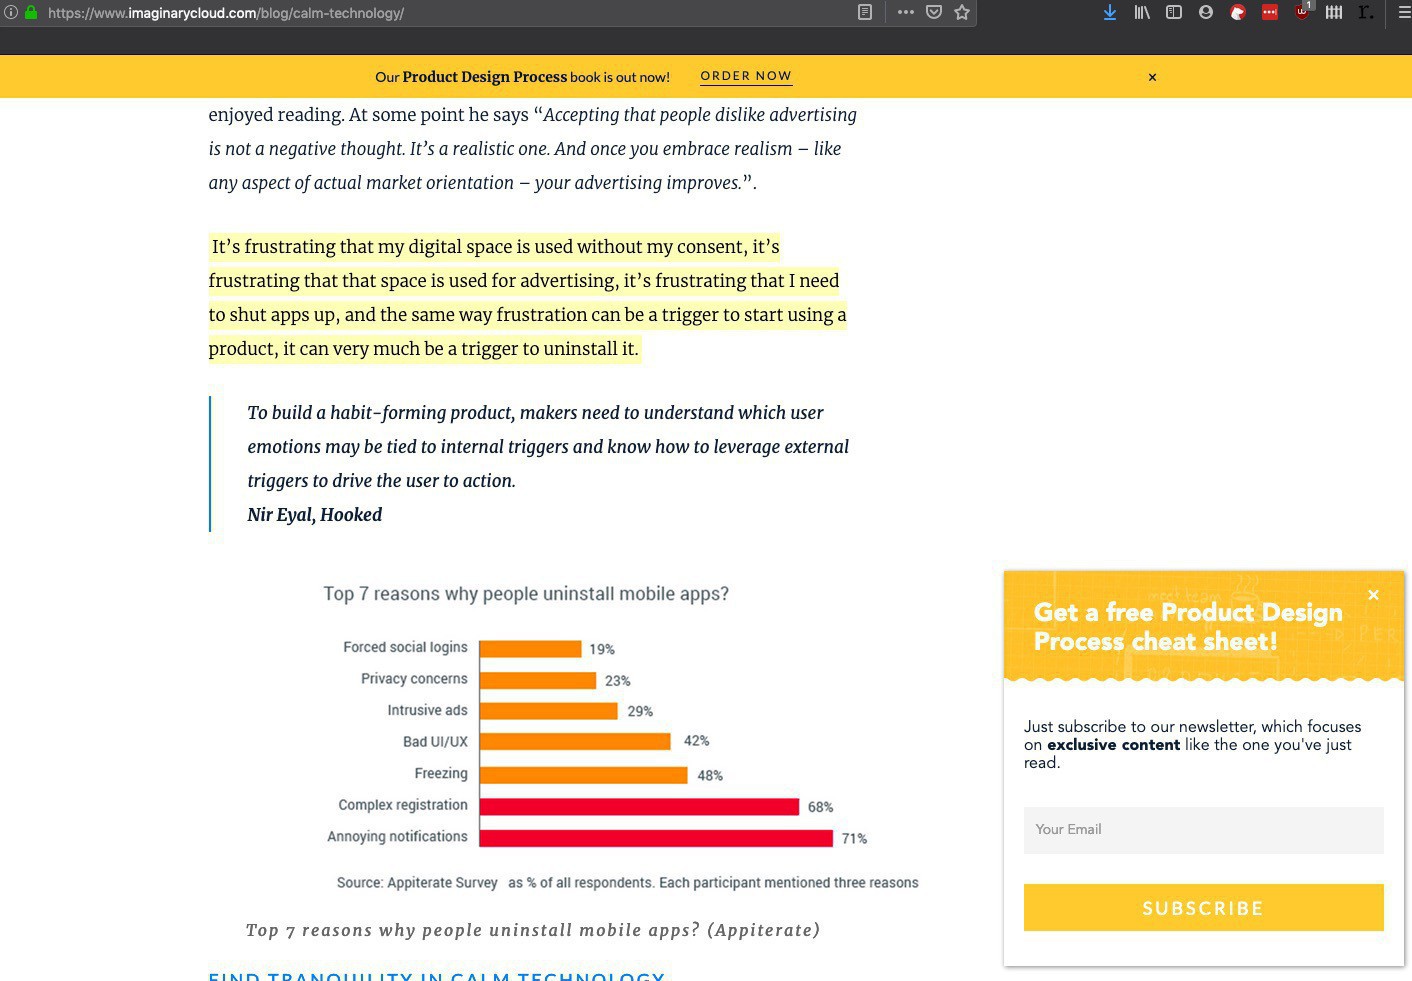 https://www.imaginarycloud.com/blog/calm-technology/
1
r.
Our Product Design Process book is out now! ORDER NOW ×
enjoyed reading. At some point he says “Accepting that people dislike advertising
is not a negative thought. It’s a realistic one. And once you embrace realism – like
any aspect of actual market orientation – your advertising improves.”.
It’s frustrating that my digital space is used without my consent, it’s
frustrating that that space is used for advertising, it’s frustrating that I need
to shut apps up, and the same way frustration can be a trigger to start using a
product, it can very much be a trigger to uninstall it.
To build a habit-forming product, makers need to understand which user
emotions may be tied to internal triggers and know how to leverage external
triggers to drive the user to action.
Nir Eyal, Hooked
Top 7 reasons why people uninstall mobile apps?
Forced social logins 19%
Privacy concerns 23%
Intrusive ads 29%
Bad UI/UX 42%
Freezing 48%
Complex registration 68%
Annoying notifications 71%
Source: Appiterate Survey as % of all respondents. Each participant mentioned three reasons
Top 7 reasons why people uninstall mobile apps? (Appiterate)
FIND TRANQUILITY IN CALM TECHNOLOGY
×
Get a free Product Design
Process cheat sheet!
Just subscribe to our newsletter, which focuses
on exclusive content like the one you've just
read.
Your Email
SUBSCRIBE